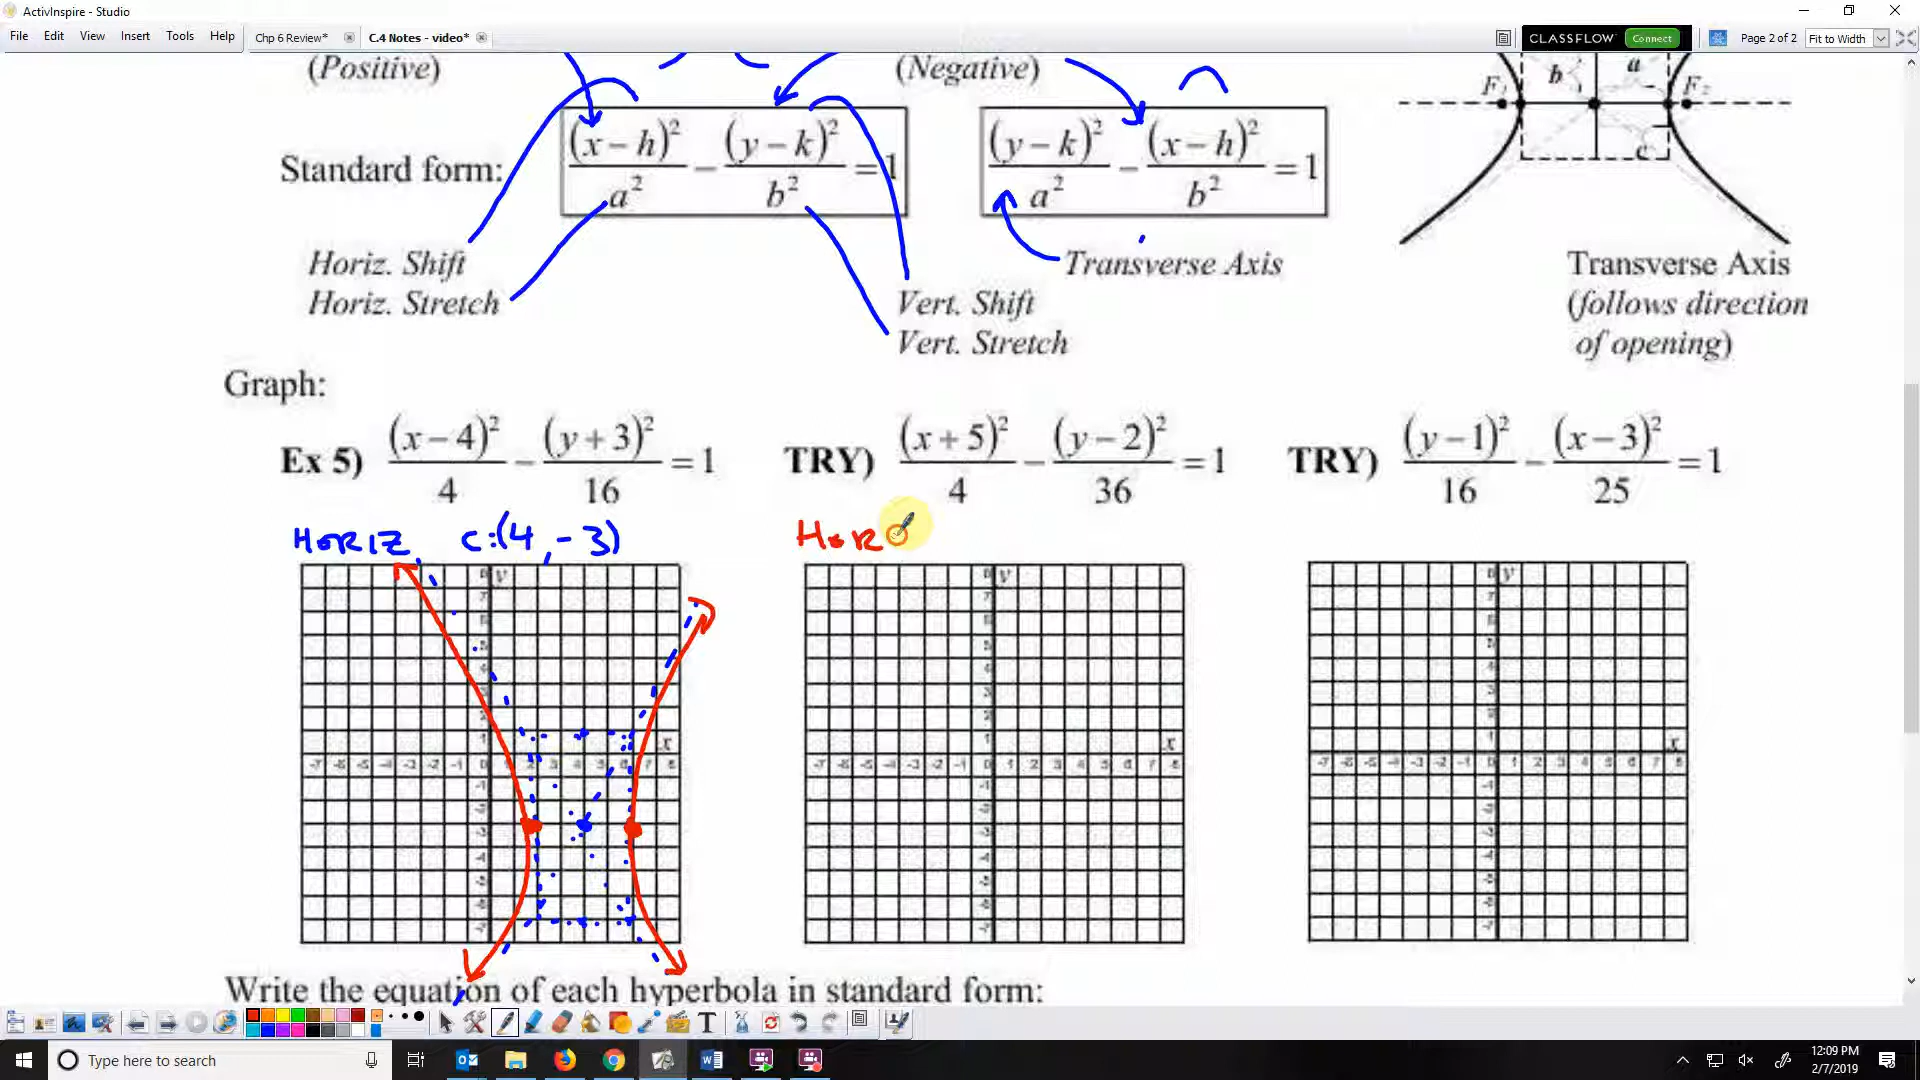 ActivInspire - Studio
File Edit View Insert Tools Help Chp 6 Review* C.4 Notes - video* CLASSFLOW Connect Page 2 of 2 Fit to Width
(Positive) (Negative)
b a F₁ F₂ c
Standard form: (x – h)²/a² – (y – k)²/b² = 1 (y – k)²/a² – (x – h)²/b² = 1
Horiz. Shift
Horiz. Stretch
Vert. Shift
Vert. Stretch
Transverse Axis
Transverse Axis
(follows direction
of opening)
Graph:
Ex 5) (x – 4)²/4 – (y + 3)²/16 = 1 TRY) (x + 5)²/4 – (y – 2)²/36 = 1 TRY) (y – 1)²/16 – (x – 3)²/25 = 1
HORIZ C:(4, -3) HOR
y y y
x x x
Write the equation of each hyperbola in standard form:
Type here to search
12:09 PM
2/7/2019